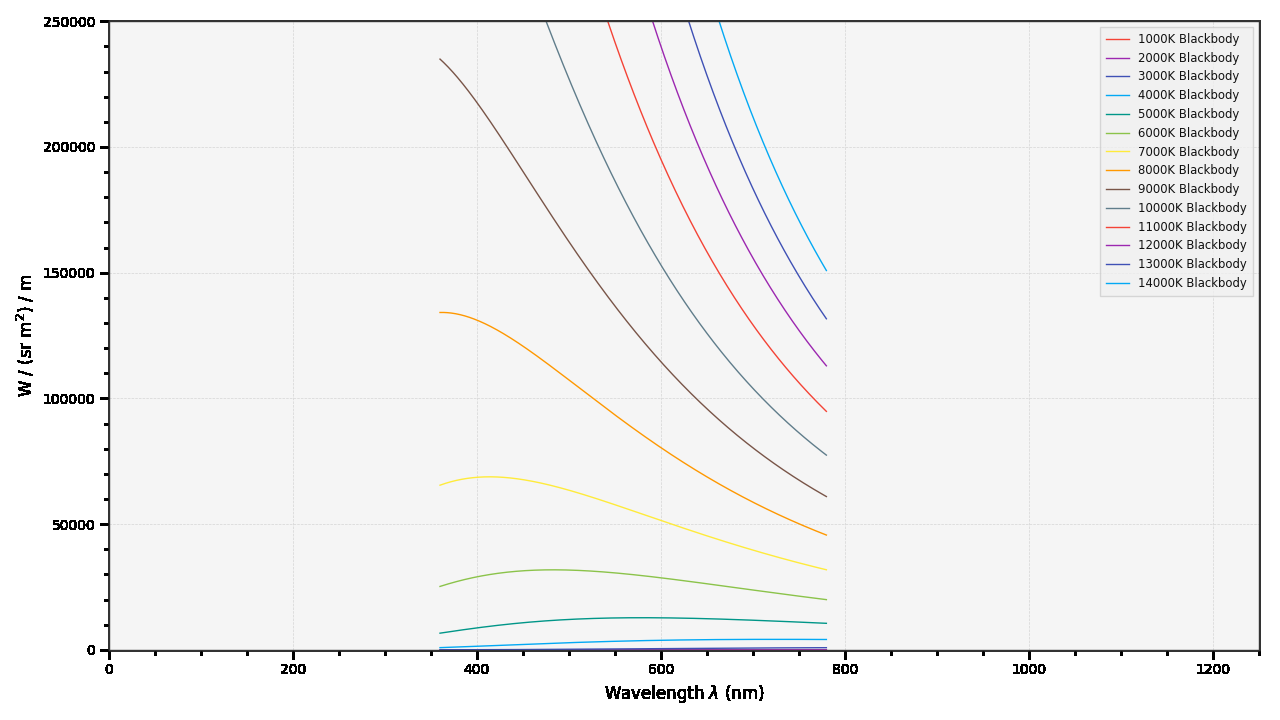 250000
200000
150000
100000
50000
0
W / (sr m²) / m
0 200 400 600 800 1000 1200
Wavelength λ (nm)
1000K Blackbody
2000K Blackbody
3000K Blackbody
4000K Blackbody
5000K Blackbody
6000K Blackbody
7000K Blackbody
8000K Blackbody
9000K Blackbody
10000K Blackbody
11000K Blackbody
12000K Blackbody
13000K Blackbody
14000K Blackbody